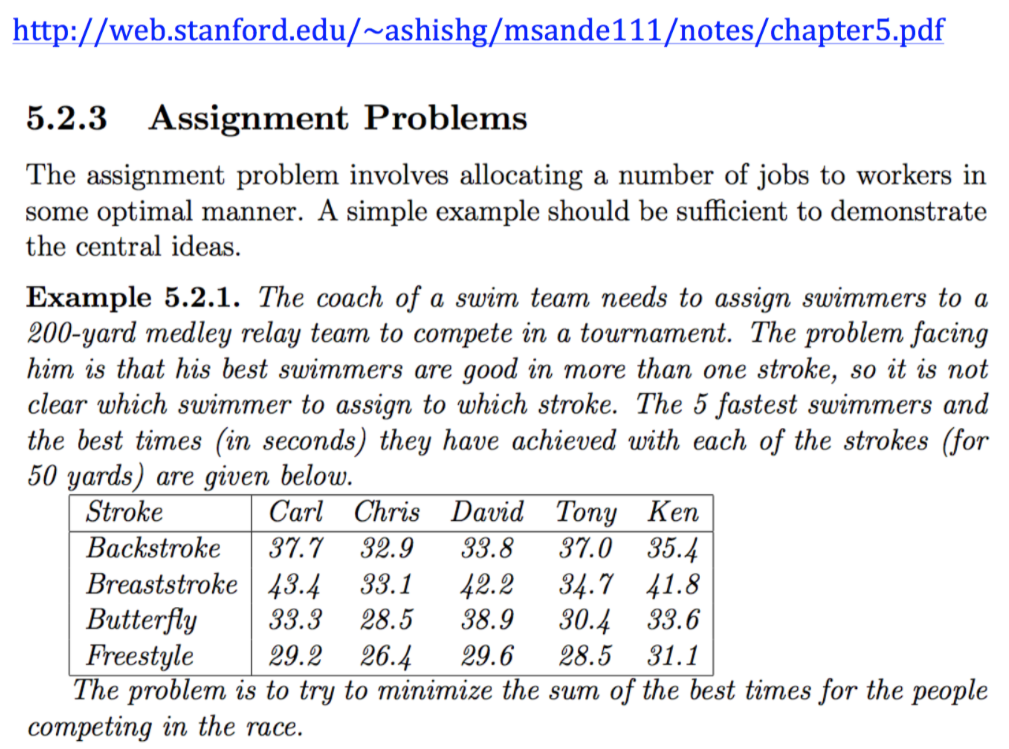 http://web.stanford.edu/~ashishg/msande111/notes/chapter5.pdf
5.2.3 Assignment Problems
The assignment problem involves allocating a number of jobs to workers in
some optimal manner. A simple example should be sufficient to demonstrate
the central ideas.
Example 5.2.1. The coach of a swim team needs to assign swimmers to a
200-yard medley relay team to compete in a tournament. The problem facing
him is that his best swimmers are good in more than one stroke, so it is not
clear which swimmer to assign to which stroke. The 5 fastest swimmers and
the best times (in seconds) they have achieved with each of the strokes (for
50 yards) are given below.
Stroke Carl Chris David Tony Ken
Backstroke 37.7 32.9 33.8 37.0 35.4
Breaststroke 43.4 33.1 42.2 34.7 41.8
Butterfly 33.3 28.5 38.9 30.4 33.6
Freestyle 29.2 26.4 29.6 28.5 31.1
The problem is to try to minimize the sum of the best times for the people
competing in the race.